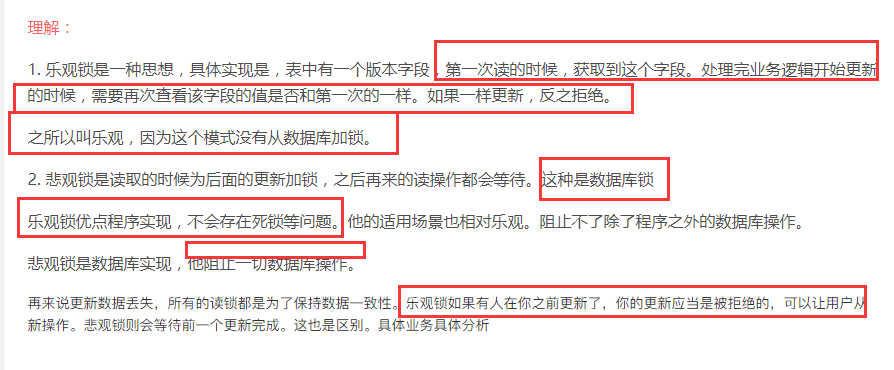 理解：
1. 乐观锁是一种思想，具体实现是，表中有一个版本字段，第一次读的时候，获取到这个字段。处理完业务逻辑开始更新
的时候，需要再次查看该字段的值是否和第一次的一样。如果一样更新，反之拒绝。
之所以叫乐观，因为这个模式没有从数据库加锁。
2. 悲观锁是读取的时候为后面的更新加锁，之后再来的读操作都会等待。这种是数据库锁
乐观锁优点程序实现，不会存在死锁等问题。他的适用场景也相对乐观。阻止不了除了程序之外的数据库操作。
悲观锁是数据库实现，他阻止一切数据库操作。
再来说更新数据丢失，所有的读锁都是为了保持数据一致性。乐观锁如果有人在你之前更新了，你的更新应当是被拒绝的，可以让用户从
新操作。悲观锁则会等待前一个更新完成。这也是区别。具体业务具体分析